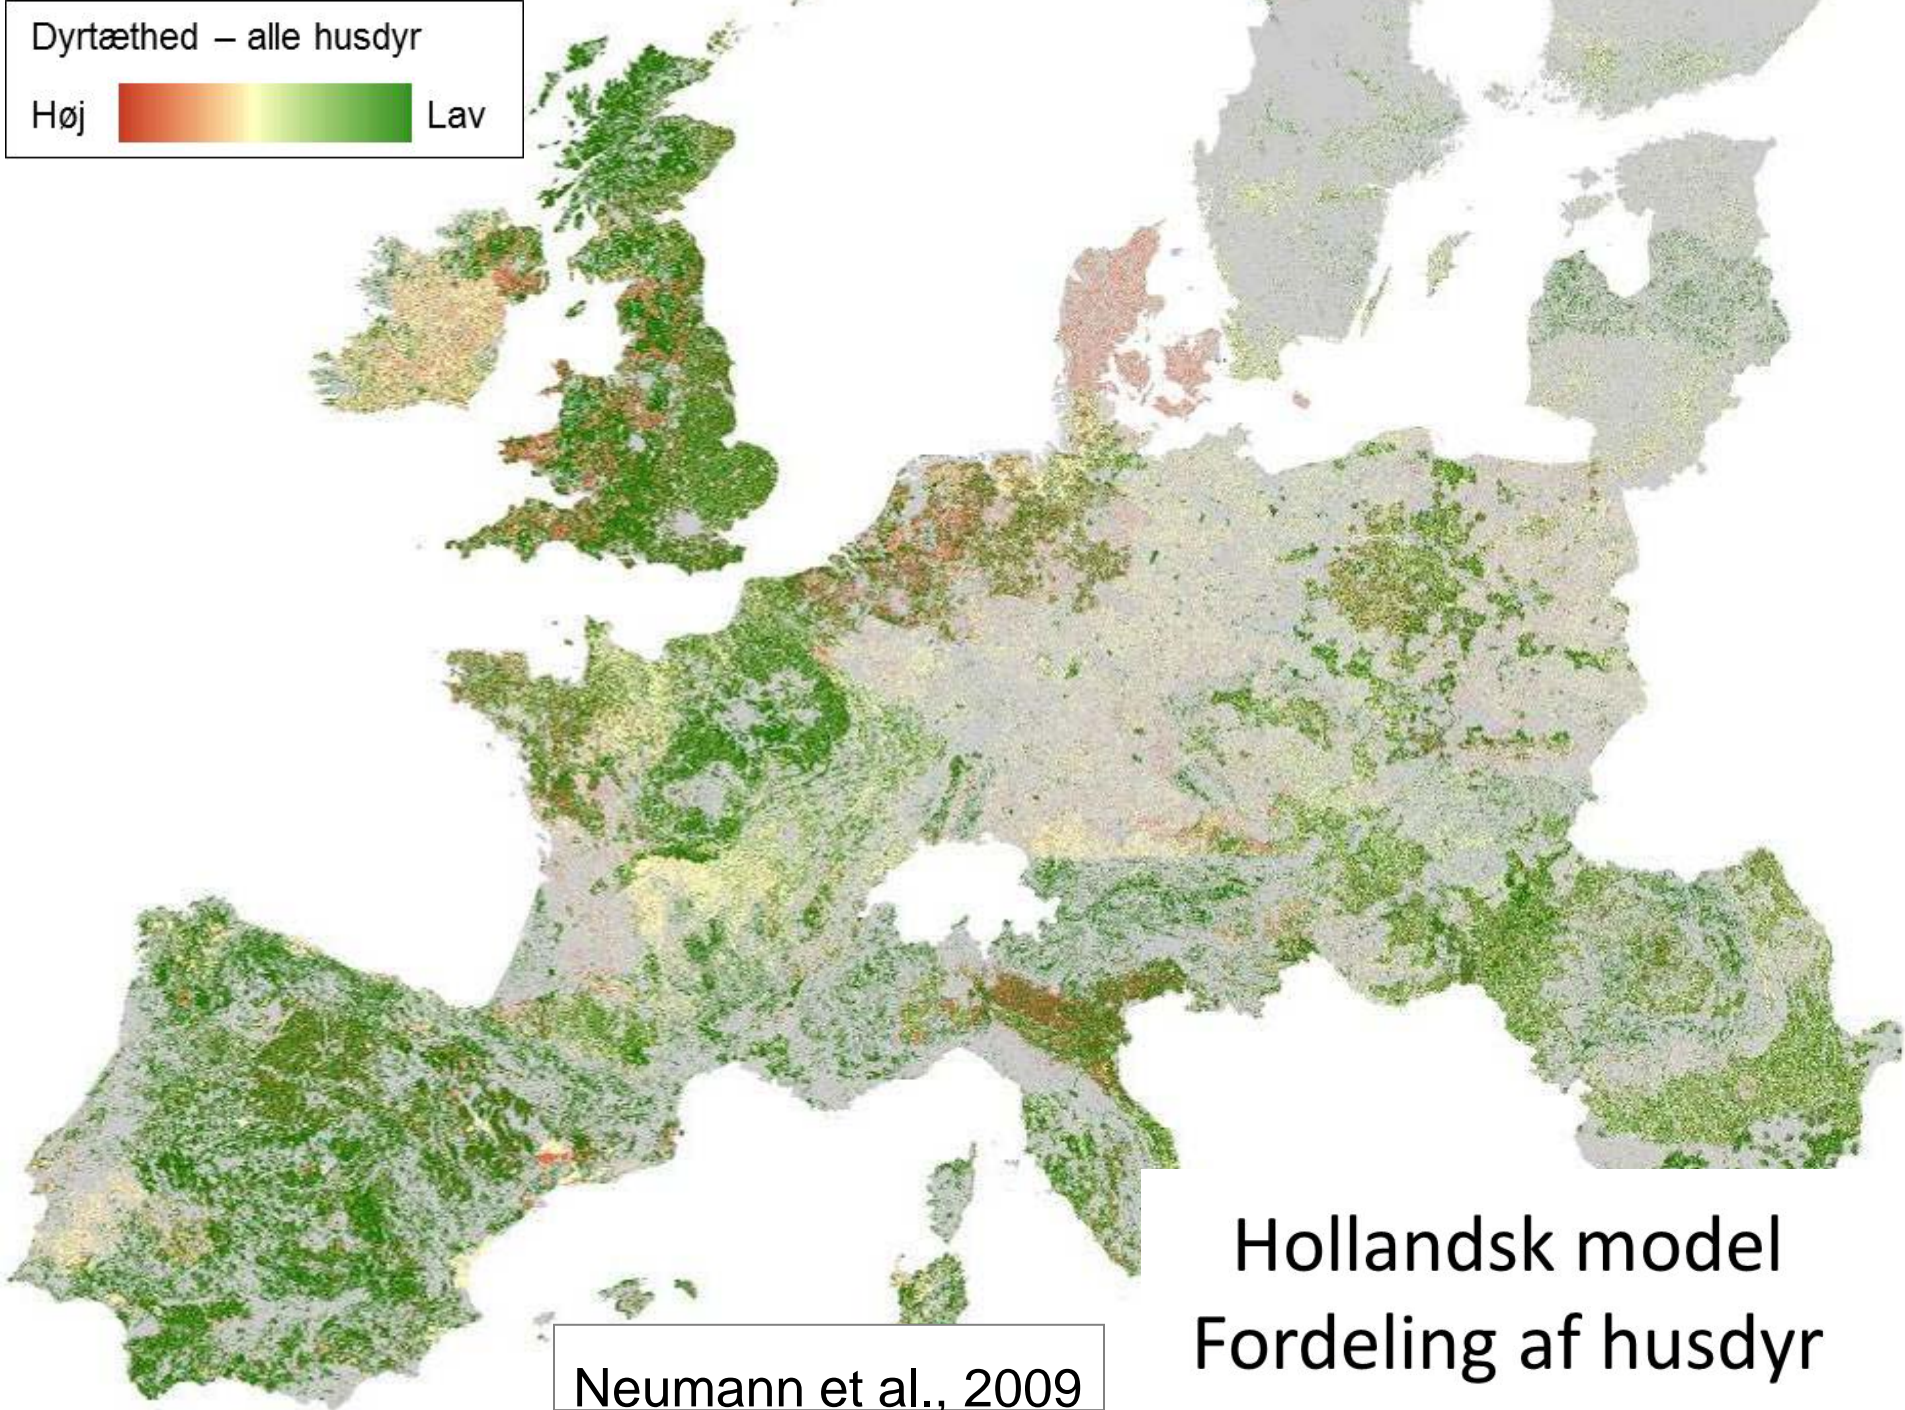 Dyrtæthed – alle husdyr
Høj Lav
Hollandsk model
Fordeling af husdyr
Neumann et al., 2009